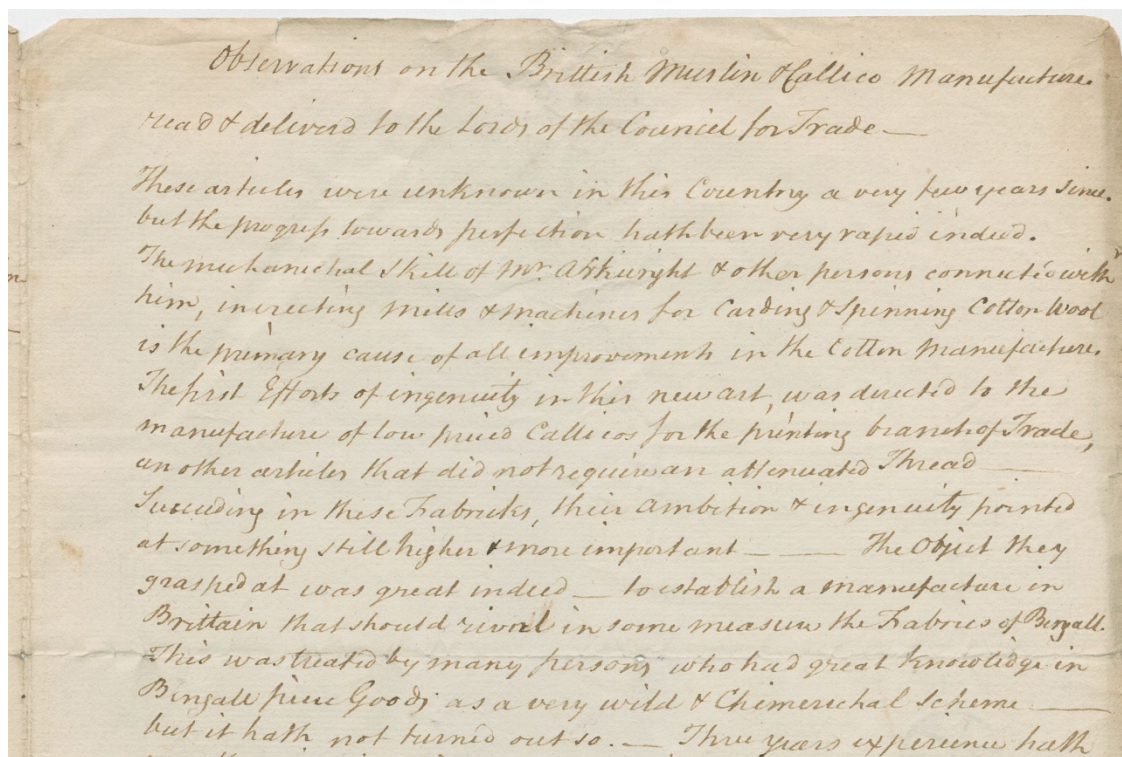 Observations on the Brittish Muslin & Callico Manufacture.
read & deliverd to the Lords of the Council for Trade —
These articles were unknown in this Country a very few years since.
but the progress towards perfection hath been very rapid indeed.
The mechanechal skill of Mr. Arkwright & other persons connected with
him, in erecting mills & machines for Carding & Spinning Cotton Wool
is the primary cause of all improvements in the Cotton Manufacture.
The first Efforts of ingenuity in this new art, was directed to the
manufacture of low priced Callicos for the printing branch of Trade,
an other articles that did not require an attenuated Thread —
Succeeding in these Fabricks, their ambition & ingenuity pointed
at something still higher & more important — — The Object they
grasped at was great indeed — to establish a manufacture in
Brittain that should rival in some measure the Fabrics of Bengall.
This was treated by many persons who had great knowledge in
Bengall piece Goods as a very wild & Chimerechal Scheme —
but it hath not turned out so. — Three years experience hath